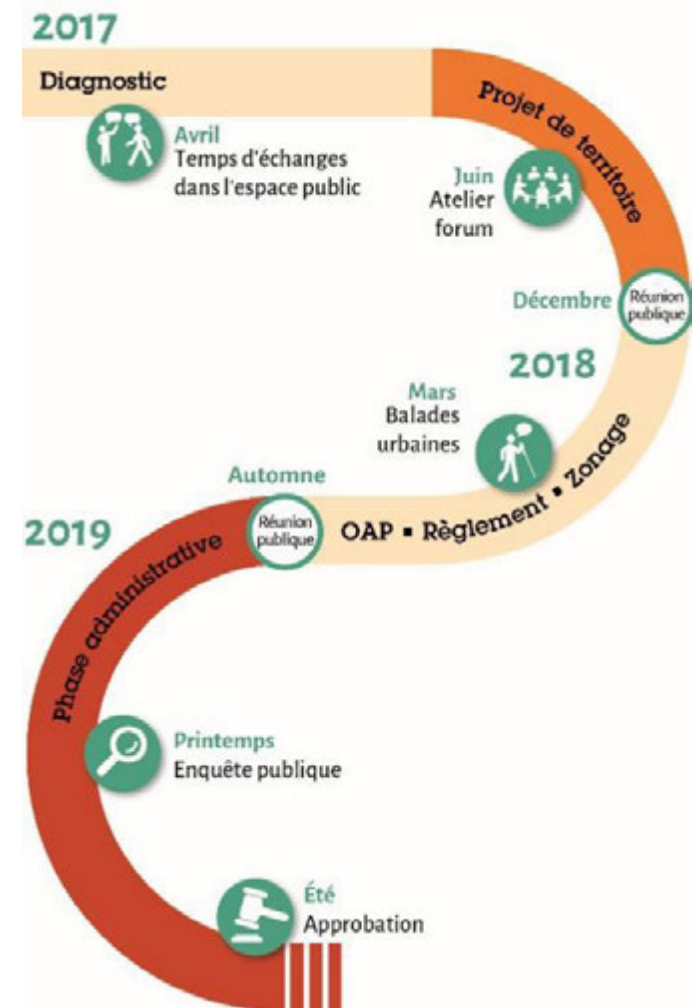 2017
Diagnostic
Avril
Temps d'échanges
dans l'espace public
Projet de territoire
Juin
Atelier
forum
Décembre
Réunion
publique
2018
Mars
Balades
urbaines
OAP ▪ Règlement ▪ Zonage
Automne
Réunion
publique
2019
Phase administrative
Printemps
Enquête publique
Été
Approbation